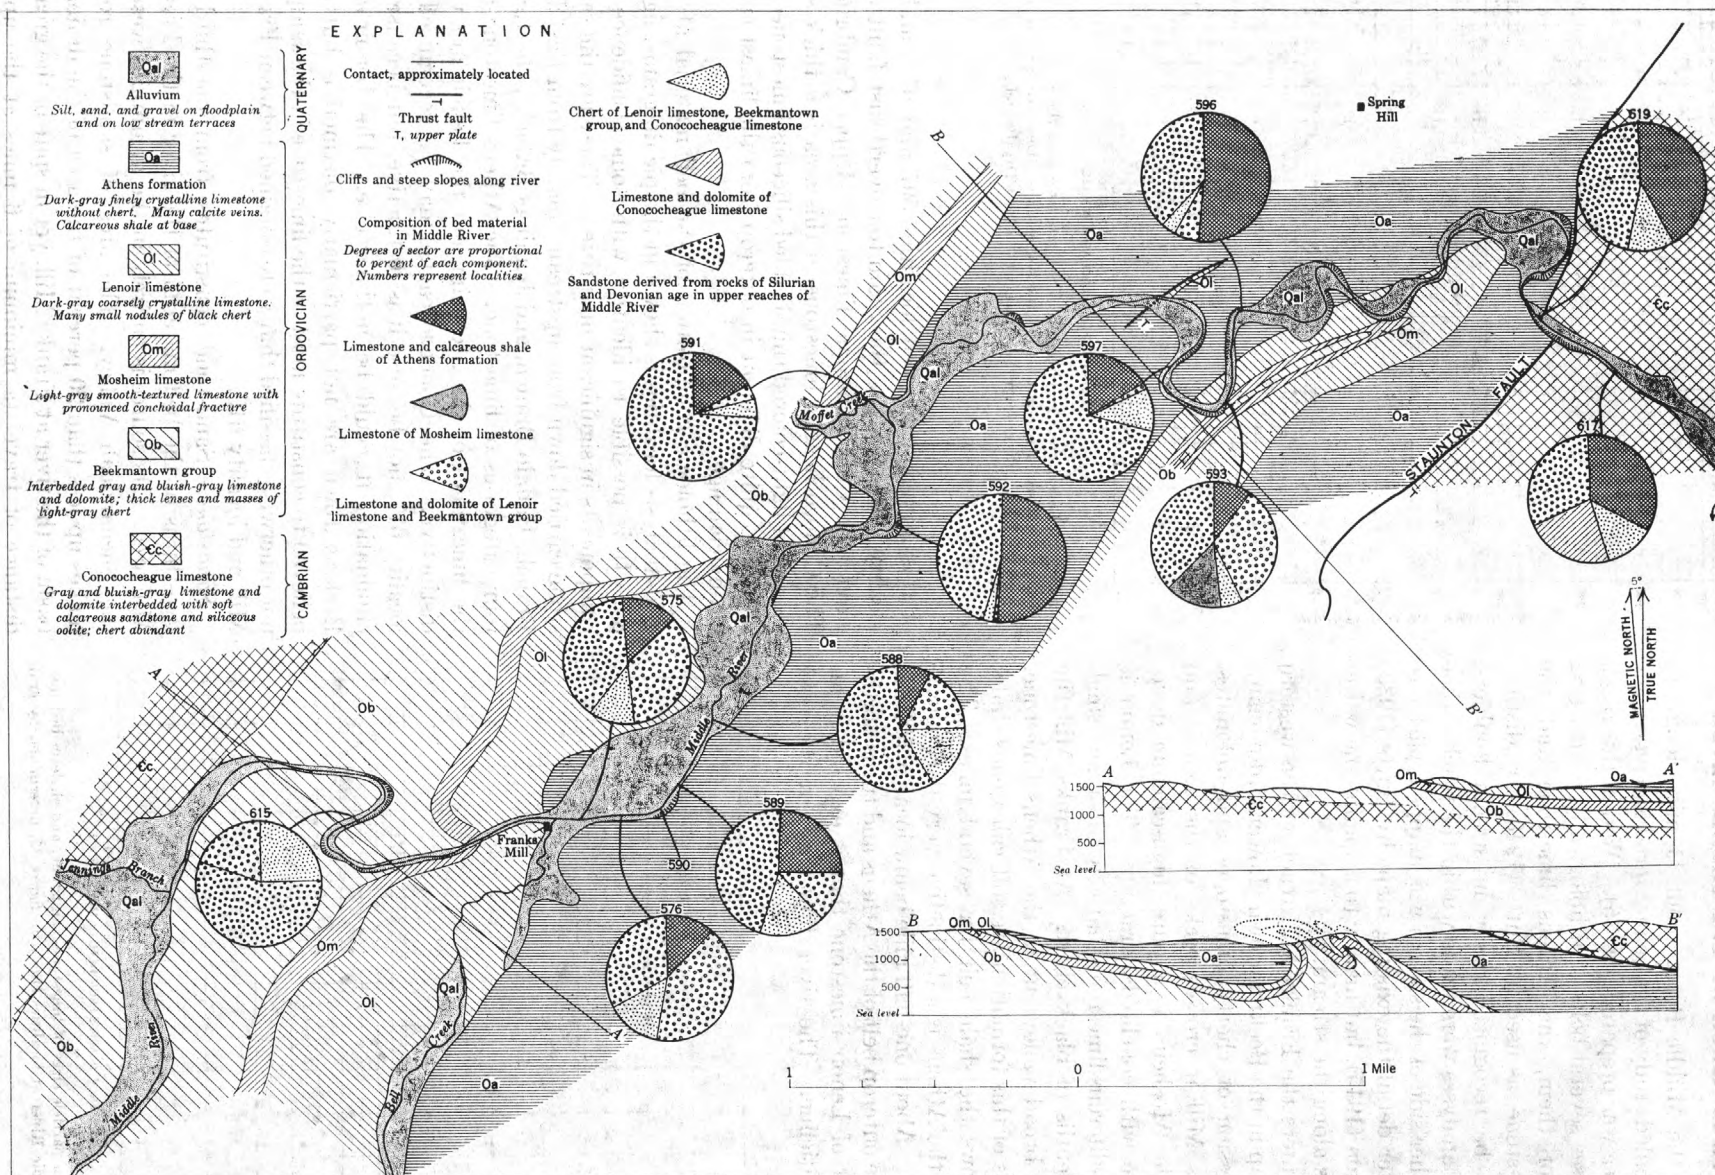 EXPLANATION
Qal
Alluvium
Silt, sand, and gravel on floodplain
and on low stream terraces
QUATERNARY
Oa
Athens formation
Dark-gray finely crystalline limestone
without chert. Many calcite veins.
Calcareous shale at base
Ol
Lenoir limestone
Dark-gray coarsely crystalline limestone.
Many small nodules of black chert
Om
Mosheim limestone
Light-gray smooth-textured limestone with
pronounced conchoidal fracture
Ob
Beekmantown group
Interbedded gray and bluish-gray limestone
and dolomite; thick lenses and masses of
light-gray chert
ORDOVICIAN
Єc
Conococheague limestone
Gray and bluish-gray limestone and
dolomite interbedded with soft
calcareous sandstone and siliceous
oolite; chert abundant
CAMBRIAN
Contact, approximately located
Thrust fault
T, upper plate
Cliffs and steep slopes along river
Composition of bed material
in Middle River
Degrees of sector are proportional
to percent of each component.
Numbers represent localities
Limestone and calcareous shale
of Athens formation
Limestone of Mosheim limestone
Limestone and dolomite of Lenoir
limestone and Beekmantown group
Chert of Lenoir limestone, Beekmantown
group, and Conococheague limestone
Limestone and dolomite of
Conococheague limestone
Sandstone derived from rocks of Silurian
and Devonian age in upper reaches of
Middle River
B
596
Spring
Hill
619
Oa
Oa
Qal
Om
Ol
Qal
Ol
Єc
T
Om
591
Ol
Qal
597
Moffet Creek
Oa
Oa
STAUNTON FAULT
T
617
Ob
Ob
592
593
5°
MAGNETIC NORTH
TRUE NORTH
575
Qal
Ol
Oa
588
Middle River
B'
A
Ob
Єc
615
Franks
Mill
589
590
576
Jennings Branch
Qal
Om
Ol
Qal
Bell Creek
A'
Ob
Middle River
Oa
A
A'
1500
1000
500
Sea level
Om
Oa
Ol
Ob
Єc
B
B'
1500
1000
500
Sea level
Om Ol
Ob
Oa
Oa
Єc
1
0
1 Mile